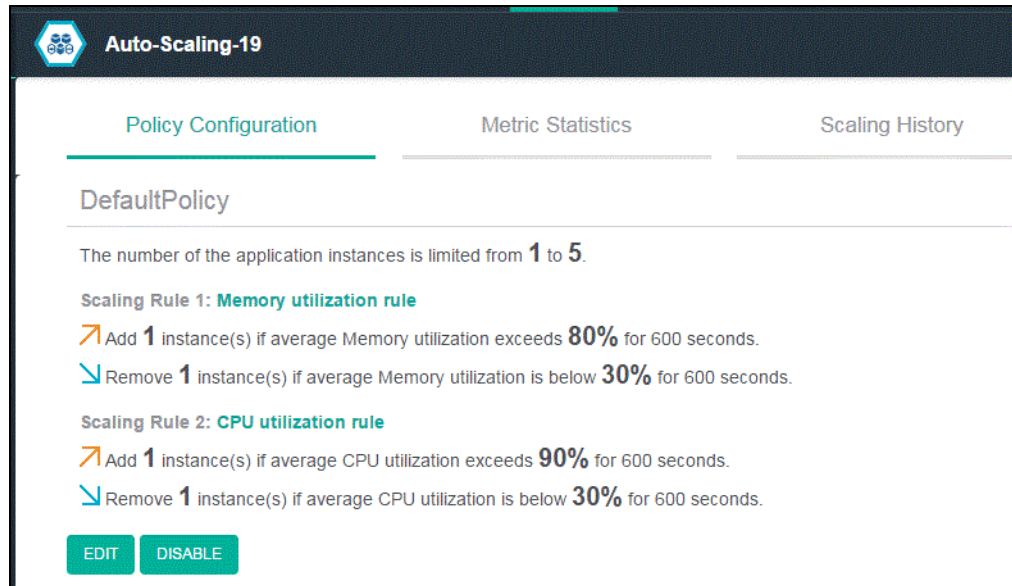 Auto-Scaling-19
Policy Configuration
Metric Statistics
Scaling History
DefaultPolicy
The number of the application instances is limited from 1 to 5.
Scaling Rule 1: Memory utilization rule
Add 1 instance(s) if average Memory utilization exceeds 80% for 600 seconds.
Remove 1 instance(s) if average Memory utilization is below 30% for 600 seconds.
Scaling Rule 2: CPU utilization rule
Add 1 instance(s) if average CPU utilization exceeds 90% for 600 seconds.
Remove 1 instance(s) if average CPU utilization is below 30% for 600 seconds.
EDIT
DISABLE